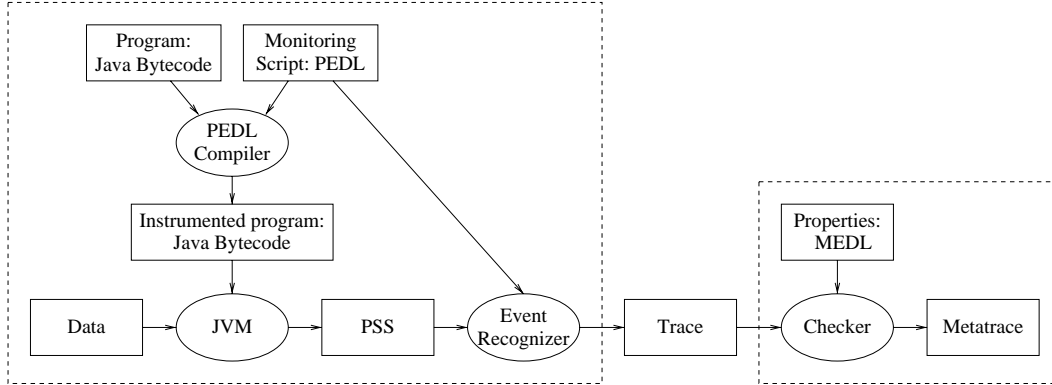 Program:
Java Bytecode
Monitoring
Script: PEDL
PEDL
Compiler
Instrumented program:
Java Bytecode
Properties:
MEDL
Data
JVM
PSS
Event
Recognizer
Trace
Checker
Metatrace